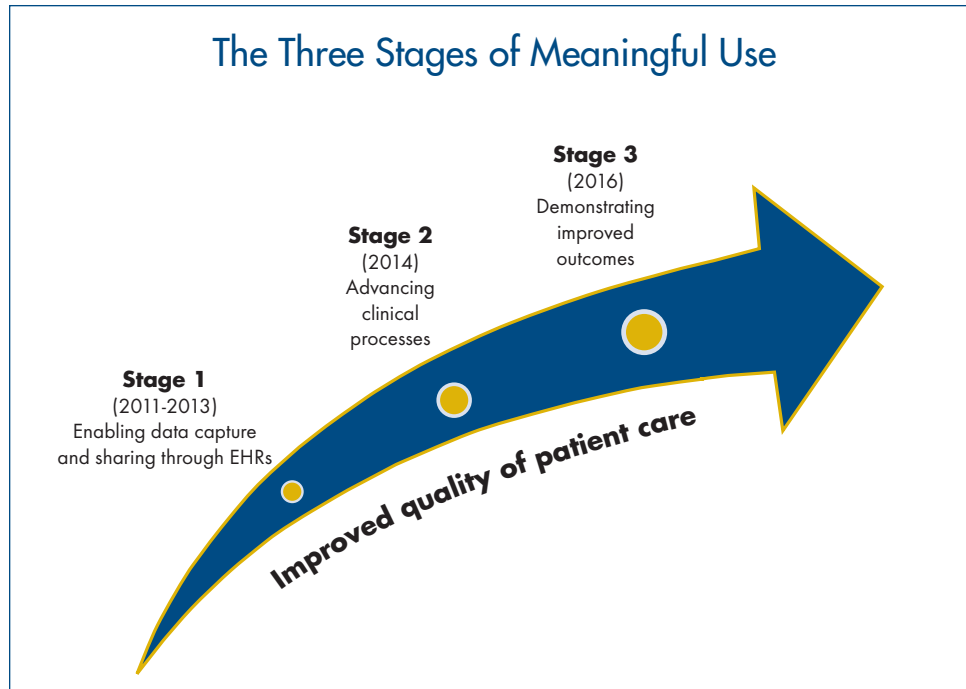 The Three Stages of Meaningful Use
Stage 3
(2016)
Demonstrating
improved
outcomes
Stage 2
(2014)
Advancing
clinical
processes
Stage 1
(2011-2013)
Enabling data capture
and sharing through EHRs
Improved quality of patient care